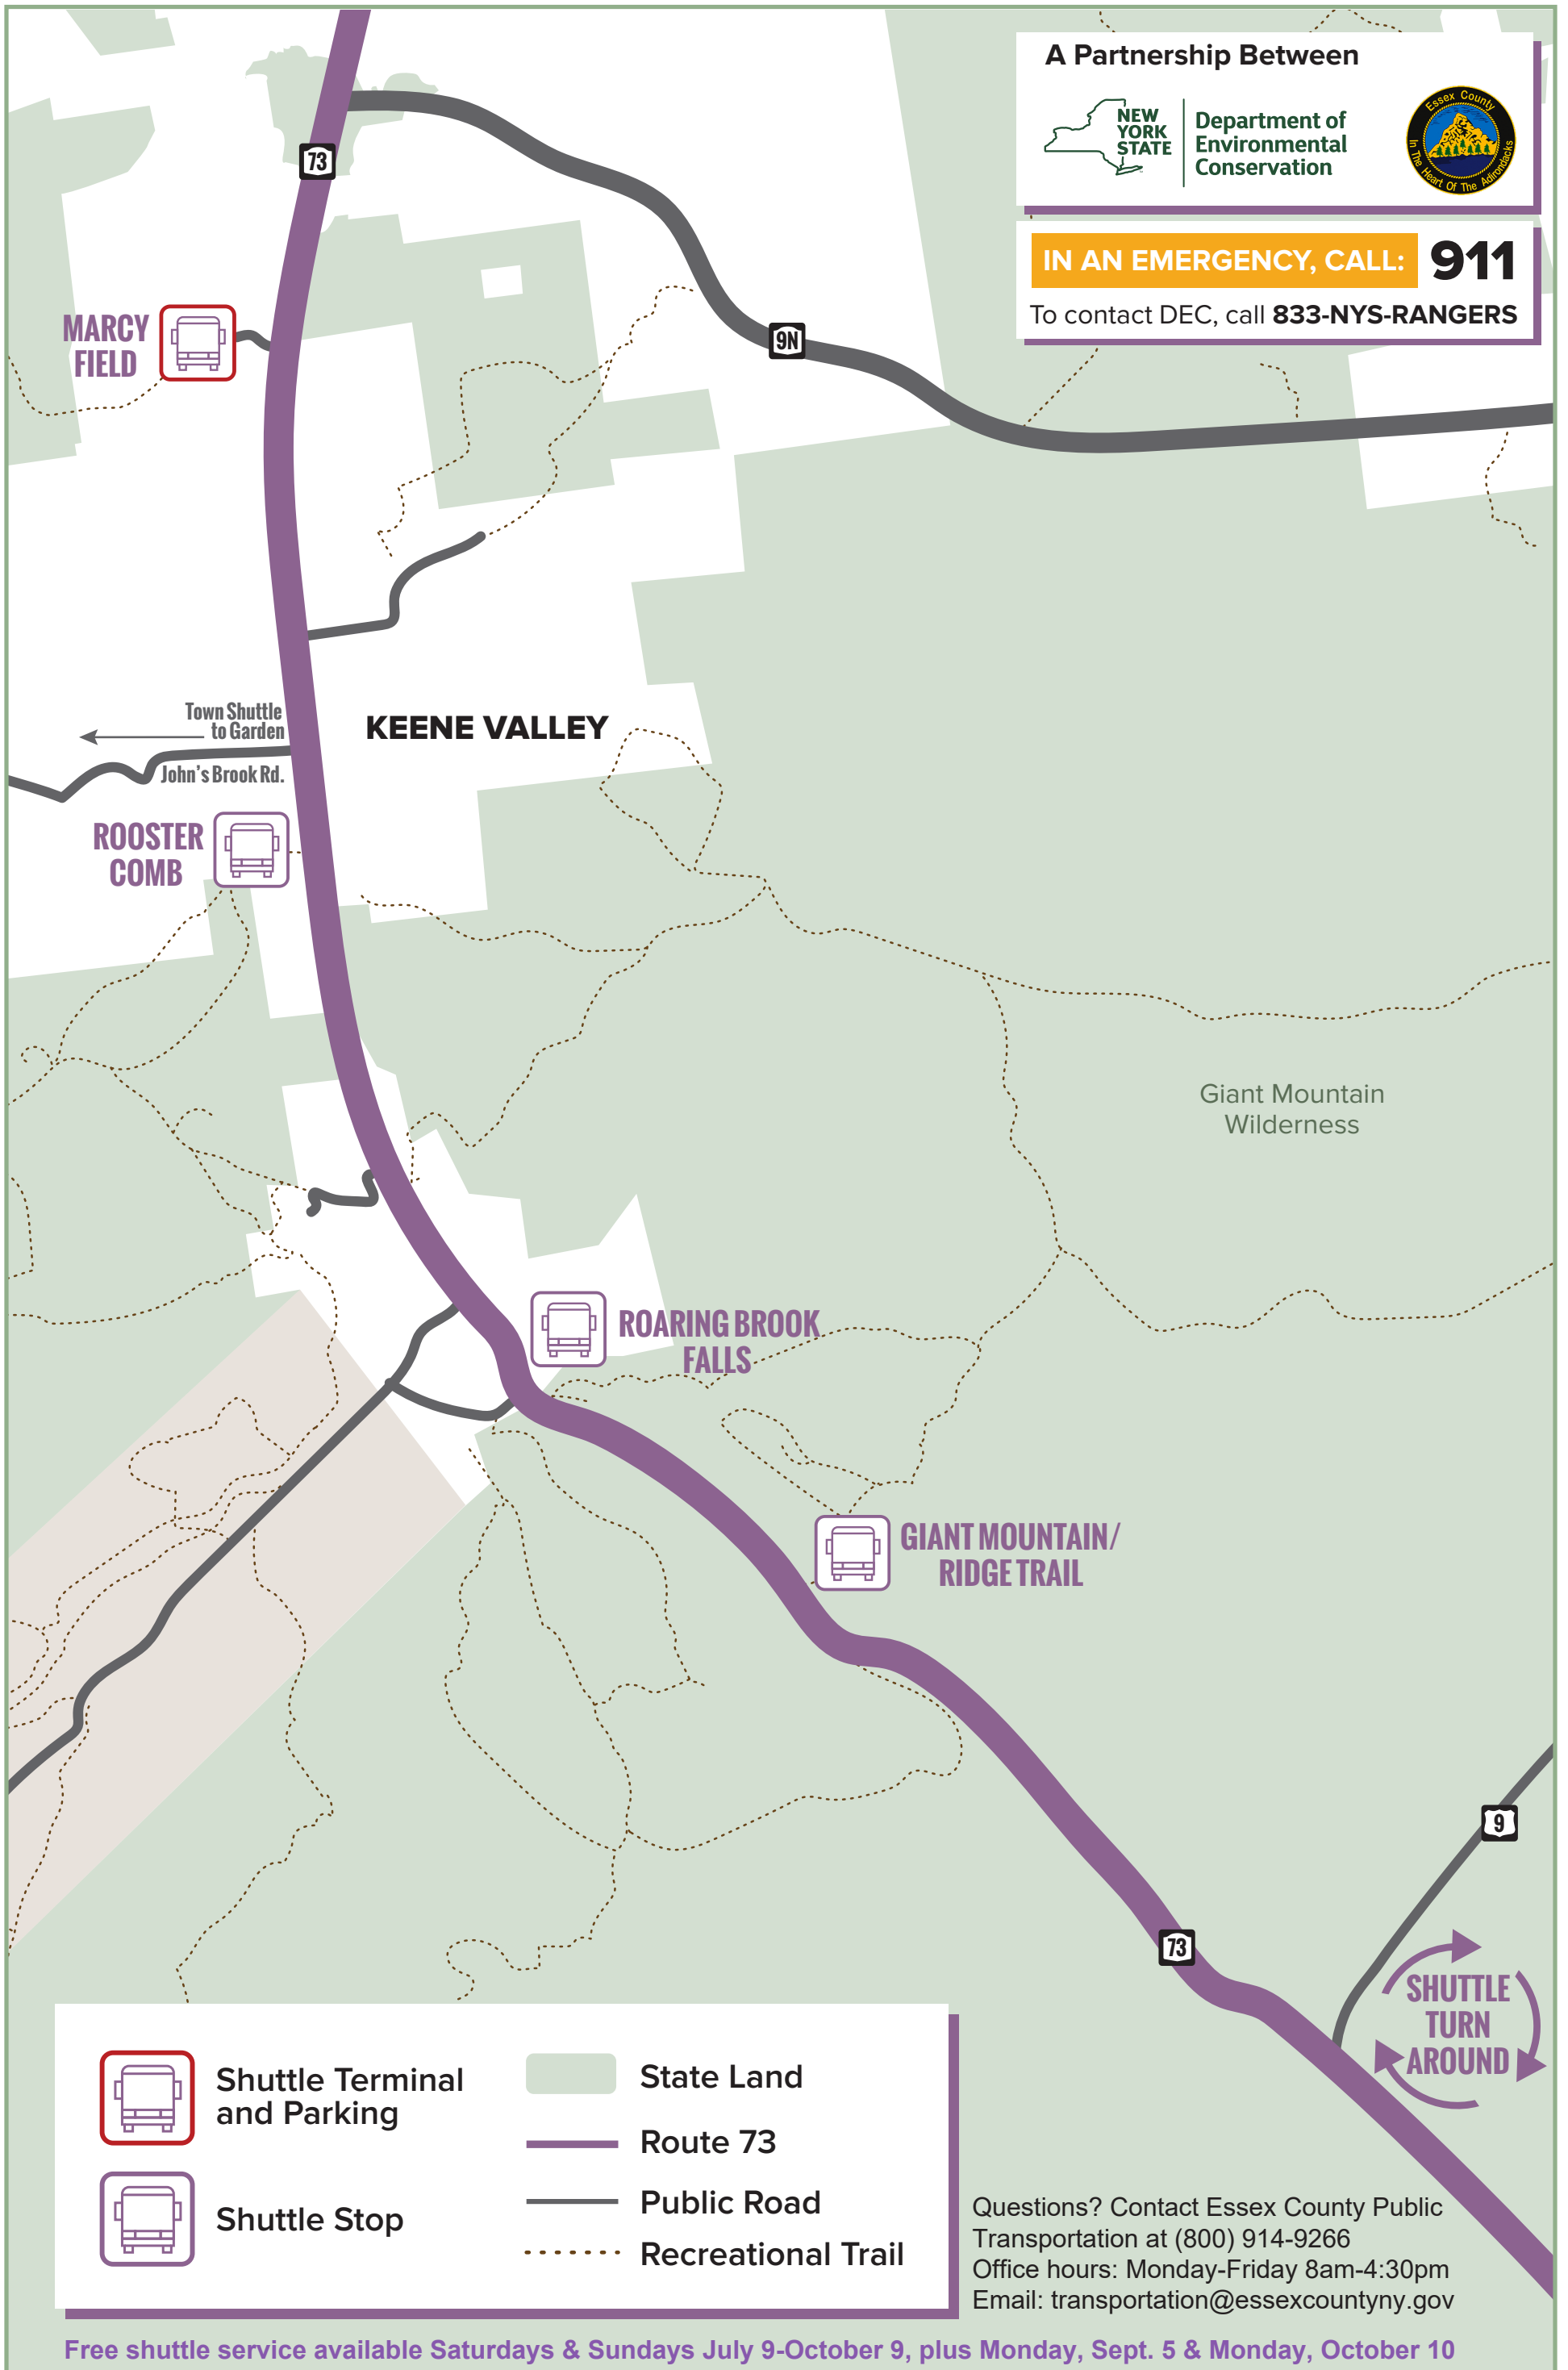 A Partnership Between
NEW
YORK
STATE
Department of
Environmental
Conservation
Essex County
In The Heart Of The Adirondacks
IN AN EMERGENCY, CALL: 911
To contact DEC, call 833-NYS-RANGERS
73
9N
MARCY
FIELD
Town Shuttle
to Garden
John's Brook Rd.
KEENE VALLEY
ROOSTER
COMB
Giant Mountain
Wilderness
ROARING BROOK
FALLS
GIANT MOUNTAIN/
RIDGE TRAIL
9
73
SHUTTLE
TURN
AROUND
Shuttle Terminal
and Parking
Shuttle Stop
State Land
Route 73
Public Road
Recreational Trail
Questions? Contact Essex County Public
Transportation at (800) 914-9266
Office hours: Monday-Friday 8am-4:30pm
Email: transportation@essexcountyny.gov
Free shuttle service available Saturdays & Sundays July 9-October 9, plus Monday, Sept. 5 & Monday, October 10